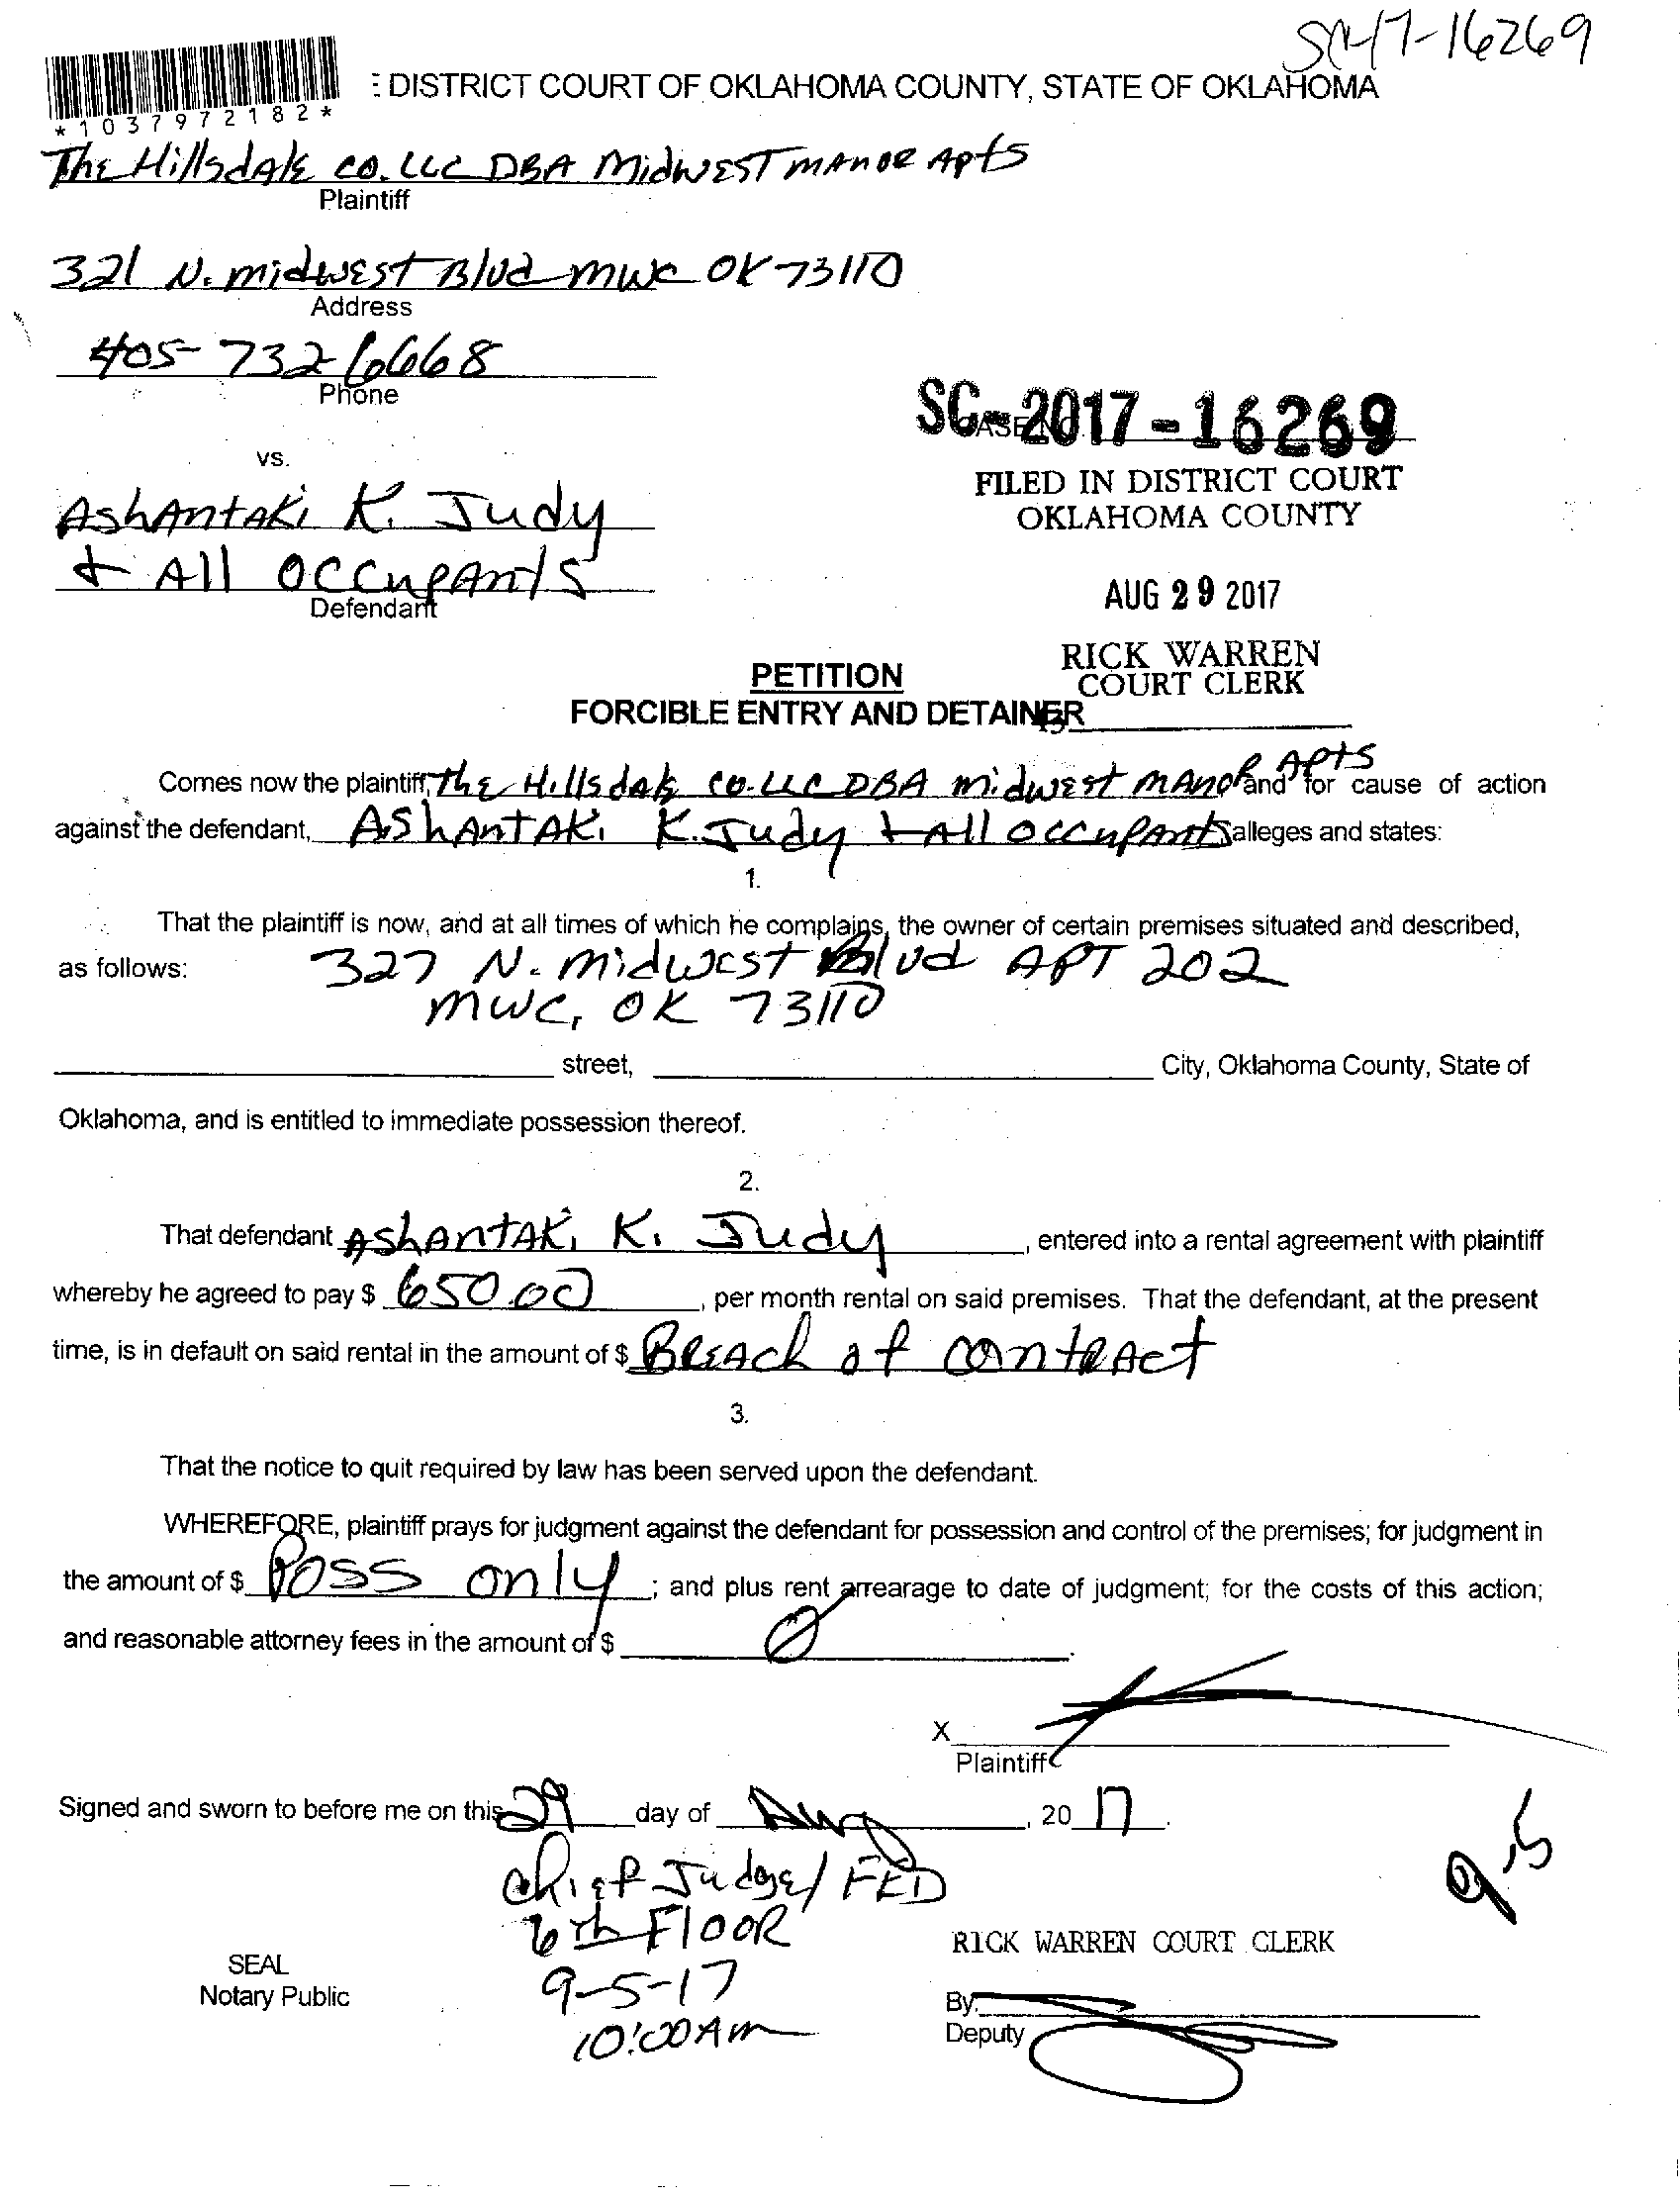 SC-17-16269
E DISTRICT COURT OF OKLAHOMA COUNTY, STATE OF OKLAHOMA
*1037972182*
The Hillsdale co. LLC DBA Midwest Manor Apts
Plaintiff
321 N. Midwest Blvd mwc OK 73110
Address
405-732-6668
Phone
SC-2017-16269
CASE NO.
vs.
FILED IN DISTRICT COURT
OKLAHOMA COUNTY
Ashantaki K. Judy
+ All Occupants
Defendant
AUG 29 2017
RICK WARREN
COURT CLERK
PETITION
FORCIBLE ENTRY AND DETAINER
Comes now the plaintiff, The Hillsdale co. LLC DBA Midwest Manor Apts and for cause of action
against the defendant, Ashantaki K. Judy + All occupants alleges and states:
1.
That the plaintiff is now, and at all times of which he complains, the owner of certain premises situated and described,
as follows: 327 N. Midwest Blvd APT 202
MWC, OK 73110
street, City, Oklahoma County, State of
Oklahoma, and is entitled to immediate possession thereof.
2.
That defendant Ashantaki K. Judy, entered into a rental agreement with plaintiff
whereby he agreed to pay $ 650.00, per month rental on said premises. That the defendant, at the present
time, is in default on said rental in the amount of $ Breach of contract
3.
That the notice to quit required by law has been served upon the defendant.
WHEREFORE, plaintiff prays for judgment against the defendant for possession and control of the premises; for judgment in
the amount of $ Poss only; and plus rent arrearage to date of judgment; for the costs of this action;
and reasonable attorney fees in the amount of $ 0.
X
Plaintiff
Signed and sworn to before me on this 29 day of Aug, 20 17.
Chief Judge/ FED
6th Floor
9-5-17
10:00 AM
9-5
SEAL
Notary Public
RICK WARREN COURT CLERK
By:
Deputy